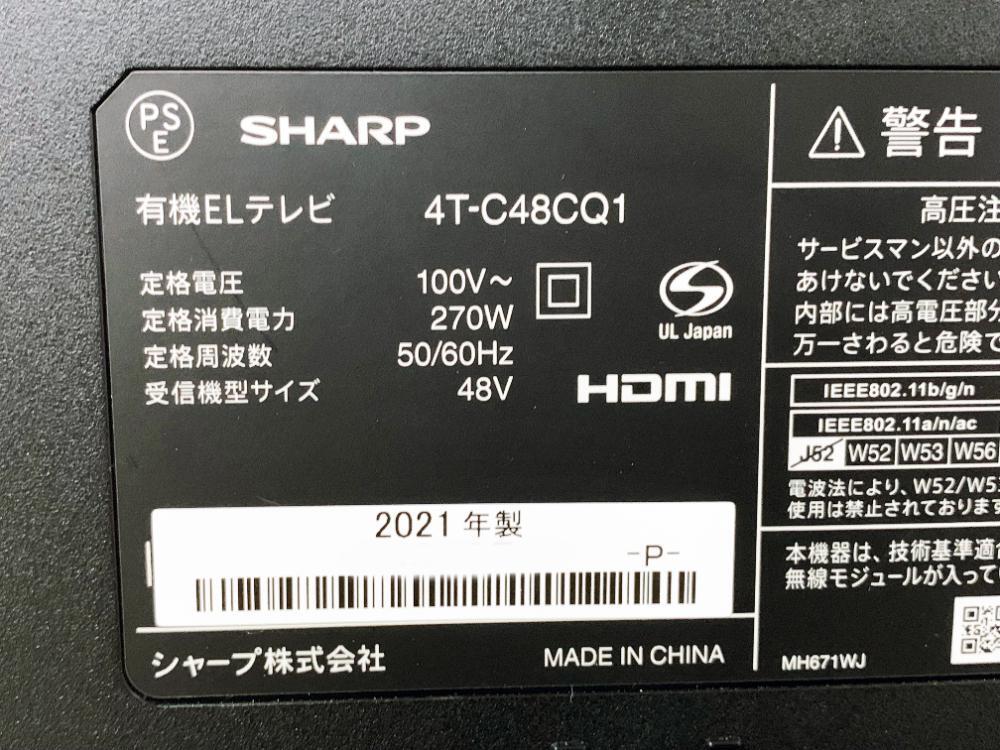 PSE
SHARP
有機ELテレビ 4T-C48CQ1
定格電圧 100V～
定格消費電力 270W
定格周波数 50/60Hz
受信機型サイズ 48V
UL Japan
HDMI
2021 年製
-P-
シャープ株式会社 MADE IN CHINA
警告
高圧注
サービスマン以外の
あけないでください
内部には高電圧部分
万一さわると危険で
IEEE802.11b/g/n
IEEE802.11a/n/ac
J52 W52 W53 W56
電波法により、W52/W53
使用は禁止されております
本機器は、技術基準適合
無線モジュールが入ってい
MH671WJ